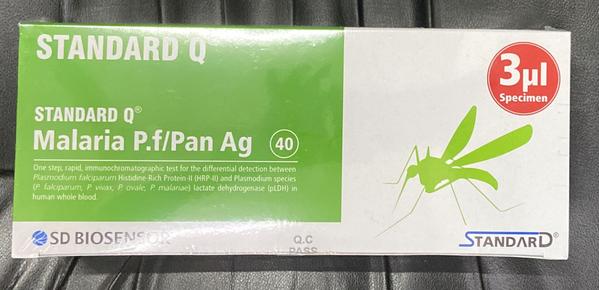 STANDARD Q
STANDARD Q®
Malaria P.f/Pan Ag 40
One step, rapid, immunochromatographic test for the differential detection between
Plasmodium falciparum Histidine-Rich Protein-II (HRP-II) and Plasmodium species
(P. falciparum, P. vivax, P. ovale, P. malariae) lactate dehydrogenase (pLDH) in
human whole blood.
3µl
Specimen
SD BIOSENSOR
Q.C
PASS
STANDARD®